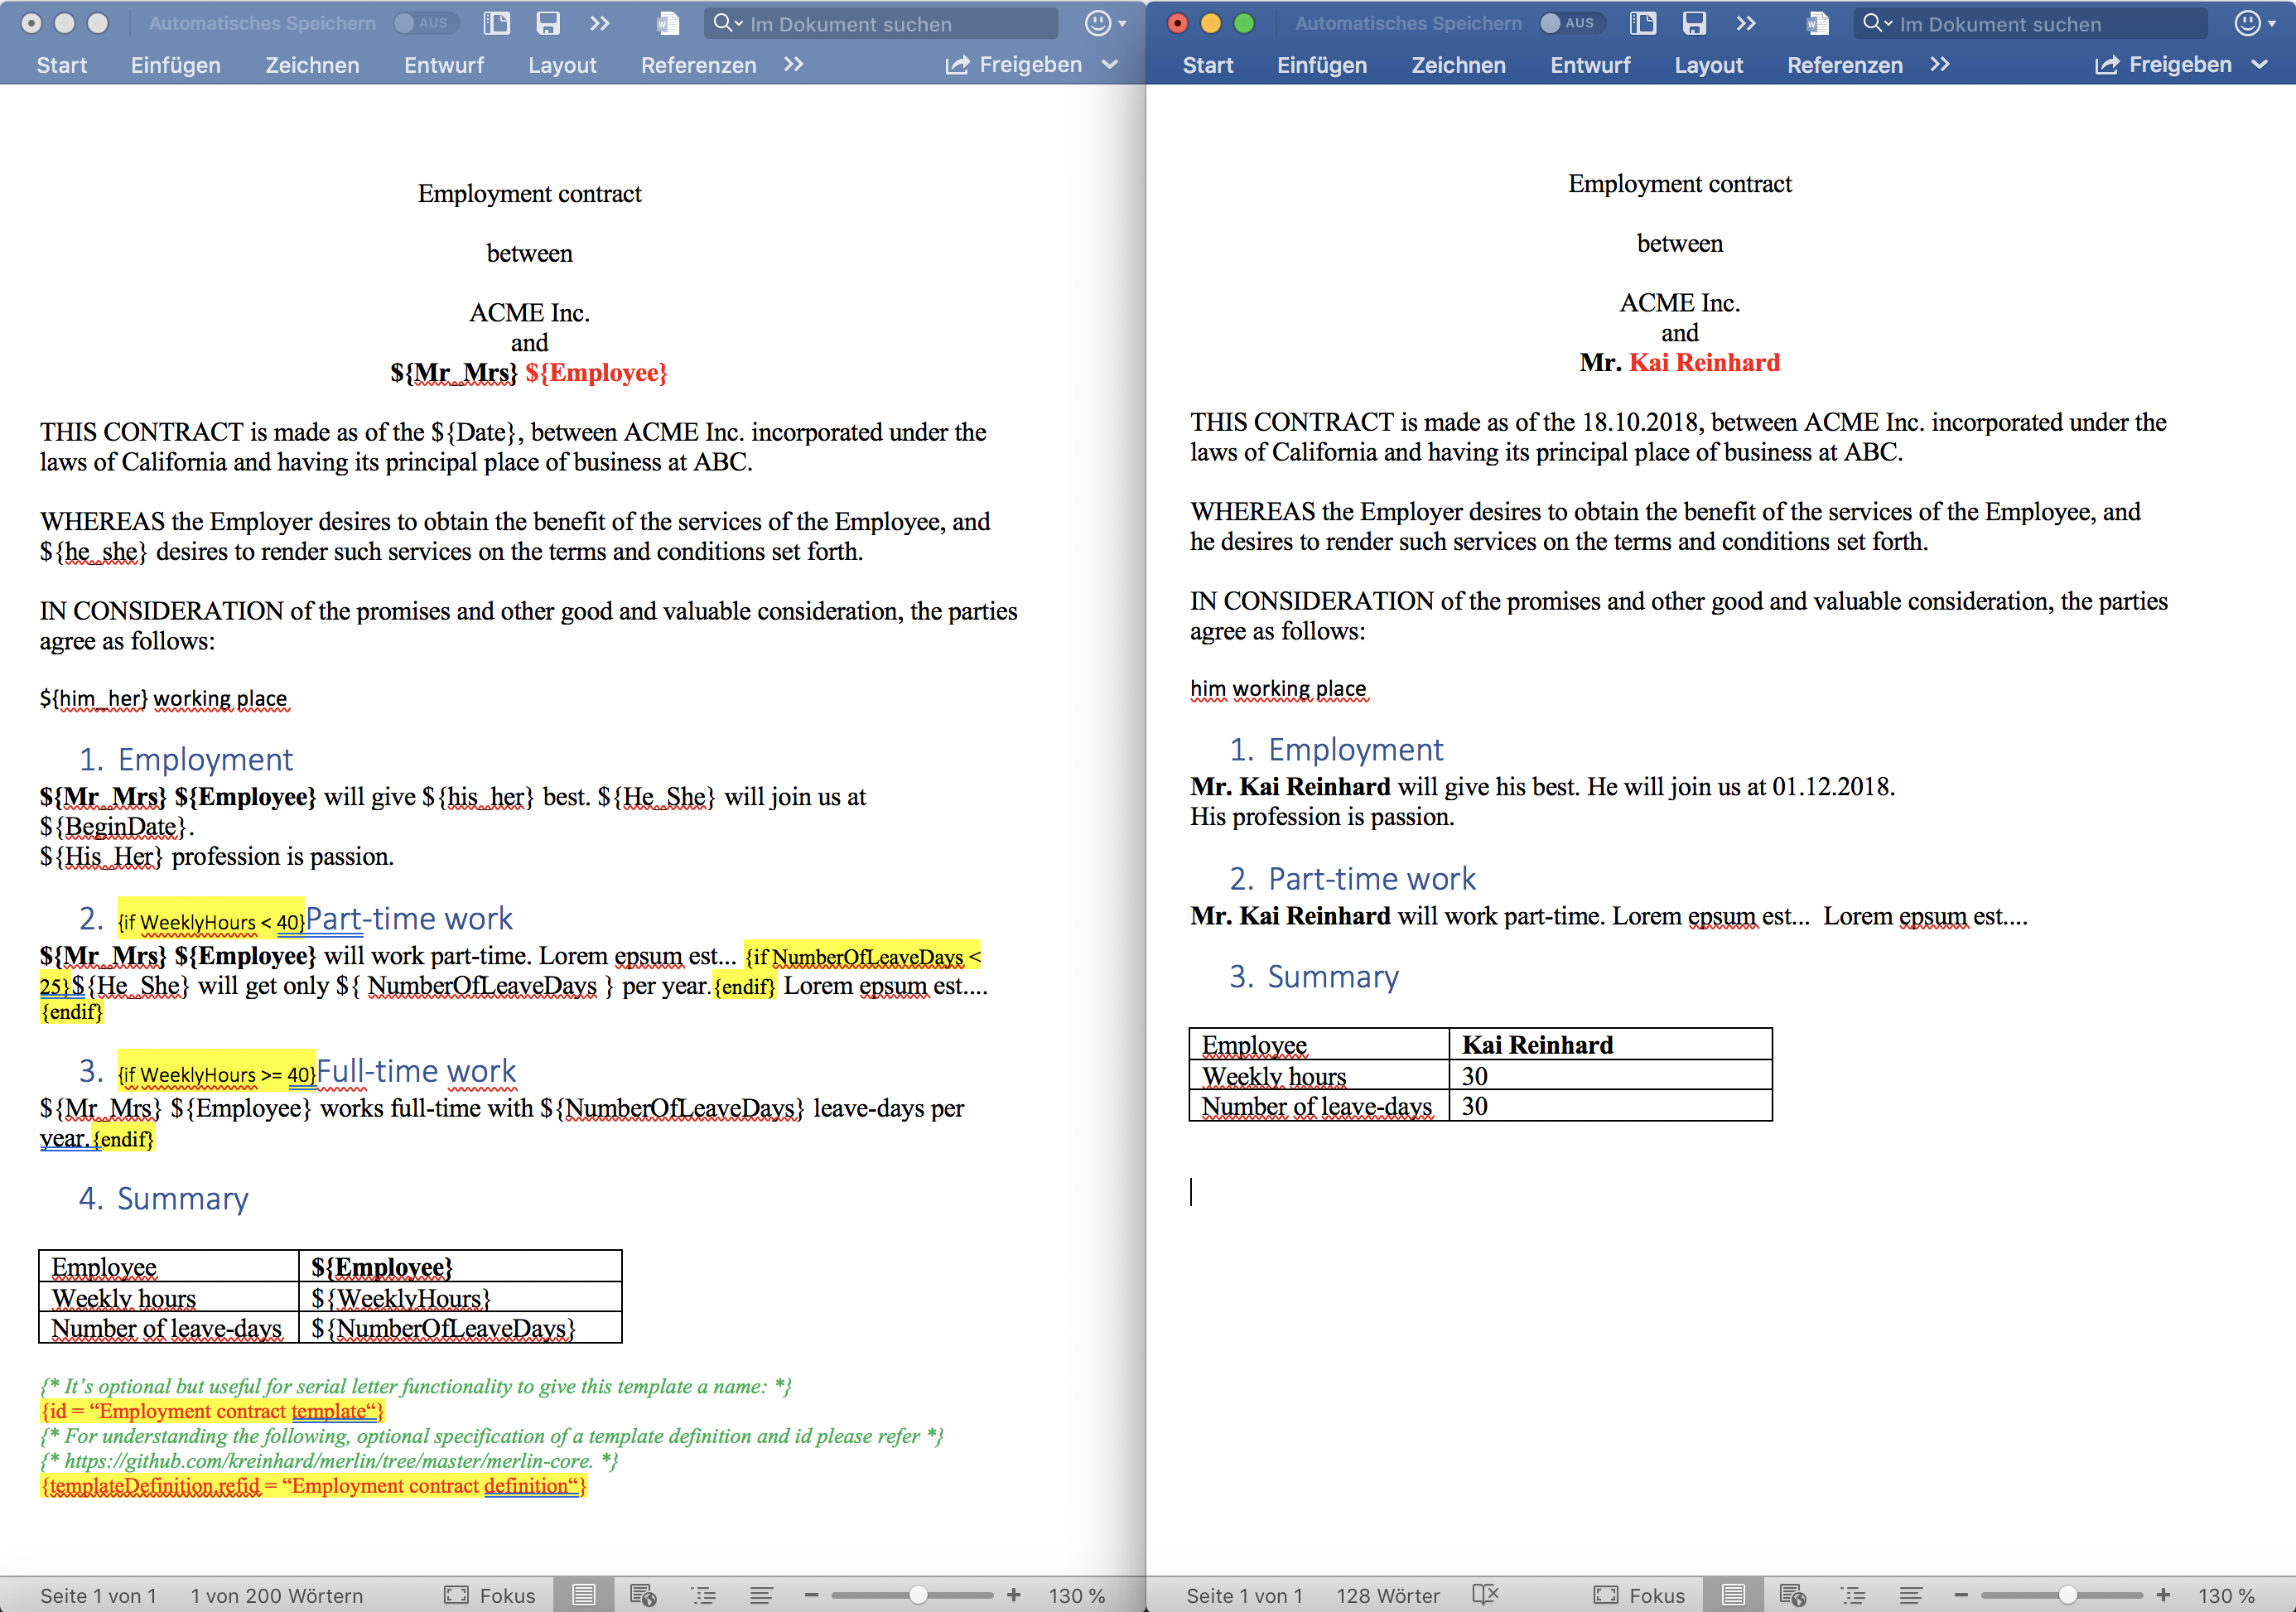 Automatisches Speichern AUS Im Dokument suchen
Start Einfügen Zeichnen Entwurf Layout Referenzen Freigeben
Employment contract
between
ACME Inc.
and
${Mr_Mrs} ${Employee}
THIS CONTRACT is made as of the ${Date}, between ACME Inc. incorporated under the
laws of California and having its principal place of business at ABC.
WHEREAS the Employer desires to obtain the benefit of the services of the Employee, and
${he_she} desires to render such services on the terms and conditions set forth.
IN CONSIDERATION of the promises and other good and valuable consideration, the parties
agree as follows:
${him_her} working place
1. Employment
${Mr_Mrs} ${Employee} will give ${his_her} best. ${He_She} will join us at
${BeginDate}.
${His_Her} profession is passion.
2. {if WeeklyHours < 40}Part-time work
${Mr_Mrs} ${Employee} will work part-time. Lorem epsum est... {if NumberOfLeaveDays <
25}${He_She} will get only ${ NumberOfLeaveDays } per year.{endif} Lorem epsum est....
{endif}
3. {if WeeklyHours >= 40}Full-time work
${Mr_Mrs} ${Employee} works full-time with ${NumberOfLeaveDays} leave-days per
year.{endif}
4. Summary
Employee ${Employee}
Weekly hours ${WeeklyHours}
Number of leave-days ${NumberOfLeaveDays}
{* It’s optional but useful for serial letter functionality to give this template a name: *}
{id = “Employment contract template“}
{* For understanding the following, optional specification of a template definition and id please refer *}
{* https://github.com/kreinhard/merlin/tree/master/merlin-core. *}
{templateDefinition.refid = “Employment contract definition“}
Seite 1 von 1 1 von 200 Wörtern Fokus 130 %
Automatisches Speichern AUS Im Dokument suchen
Start Einfügen Zeichnen Entwurf Layout Referenzen Freigeben
Employment contract
between
ACME Inc.
and
Mr. Kai Reinhard
THIS CONTRACT is made as of the 18.10.2018, between ACME Inc. incorporated under the
laws of California and having its principal place of business at ABC.
WHEREAS the Employer desires to obtain the benefit of the services of the Employee, and
he desires to render such services on the terms and conditions set forth.
IN CONSIDERATION of the promises and other good and valuable consideration, the parties
agree as follows:
him working place
1. Employment
Mr. Kai Reinhard will give his best. He will join us at 01.12.2018.
His profession is passion.
2. Part-time work
Mr. Kai Reinhard will work part-time. Lorem epsum est... Lorem epsum est....
3. Summary
Employee Kai Reinhard
Weekly hours 30
Number of leave-days 30
Seite 1 von 1 128 Wörter Fokus 130 %